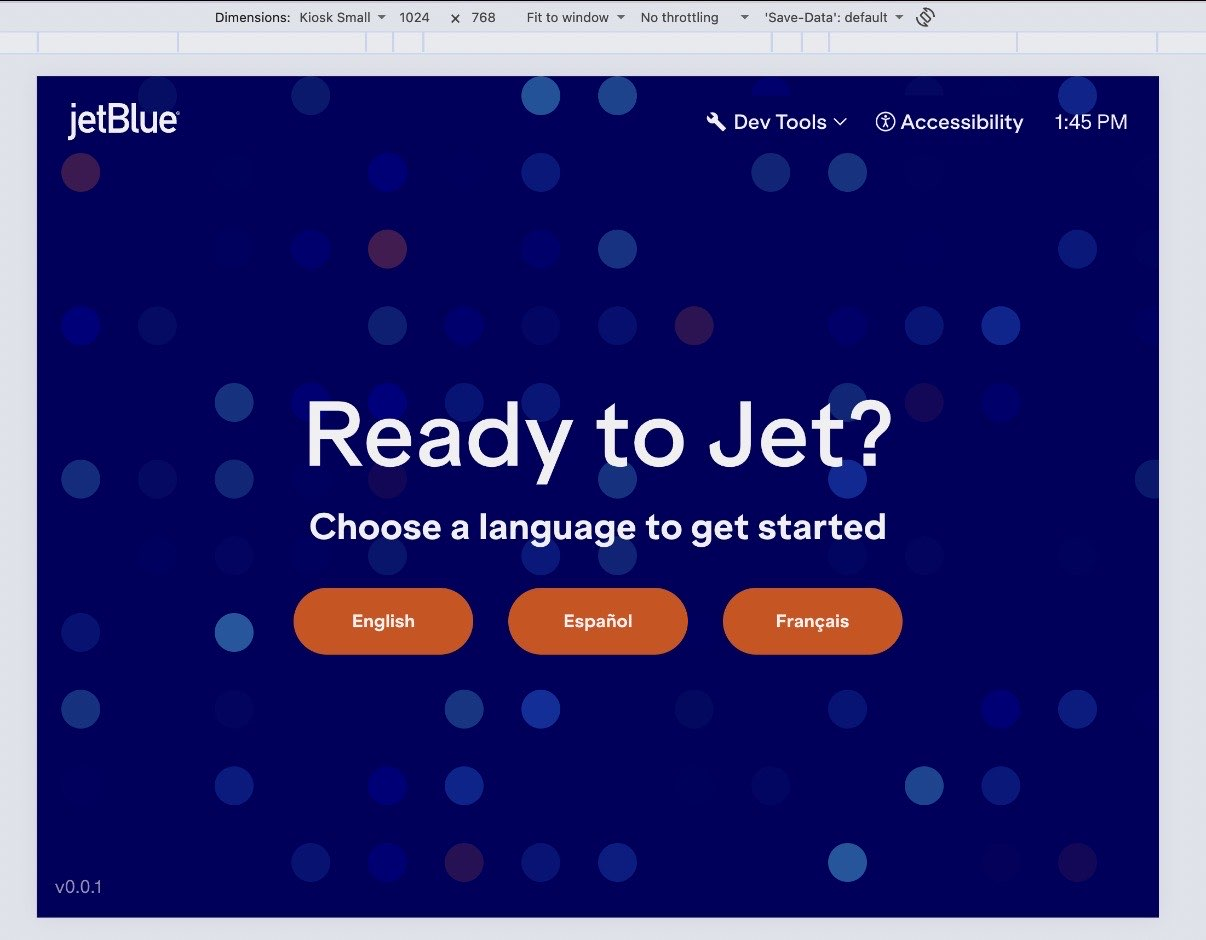 Dimensions: Kiosk Small 1024 × 768 Fit to window No throttling 'Save-Data': default
jetBlue
Dev Tools Accessibility 1:45 PM
Ready to Jet?
Choose a language to get started
English Español Français
v0.0.1